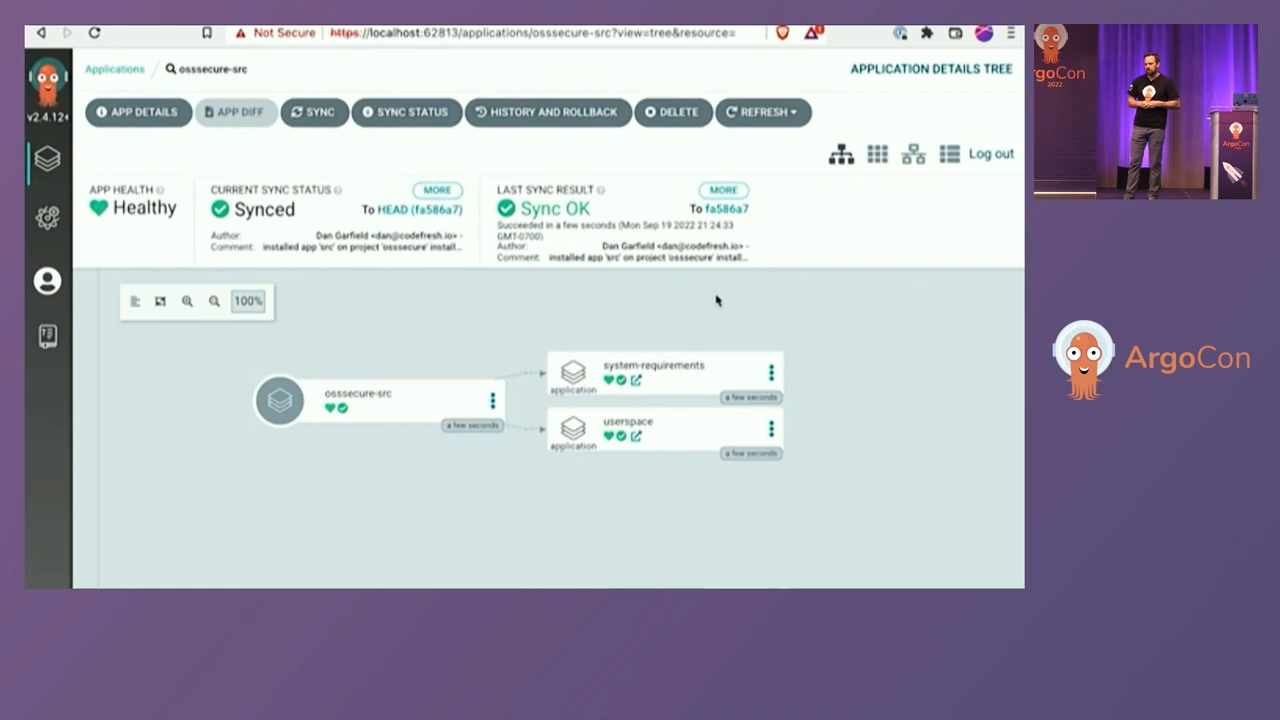 Not Secure https://localhost:62813/applications/osssecure-src?view=tree&resource=
Applications / osssecure-src
APPLICATION DETAILS TREE
v2.4.12+
APP DETAILS
APP DIFF
SYNC
SYNC STATUS
HISTORY AND ROLLBACK
DELETE
REFRESH
Log out
APP HEALTH
Healthy
CURRENT SYNC STATUS
MORE
Synced
To HEAD (fa586a7)
Author: Dan Garfield <dan@codefresh.io> -
Comment: installed app 'src' on project 'osssecure' install...
LAST SYNC RESULT
MORE
Sync OK
To fa586a7
Succeeded in a few seconds (Mon Sep 19 2022 21:24:33
GMT-0700)
Author: Dan Garfield <dan@codefresh.io> -
Comment: installed app 'src' on project 'osssecure' install...
100%
osssecure-src
a few seconds
system-requirements
application
a few seconds
userspace
application
a few seconds
rgoCon
2022
ArgoCon
ArgoCon